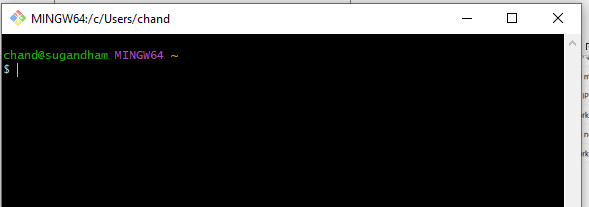 MINGW64:/c/Users/chand
chand@sugandham MINGW64 ~
$